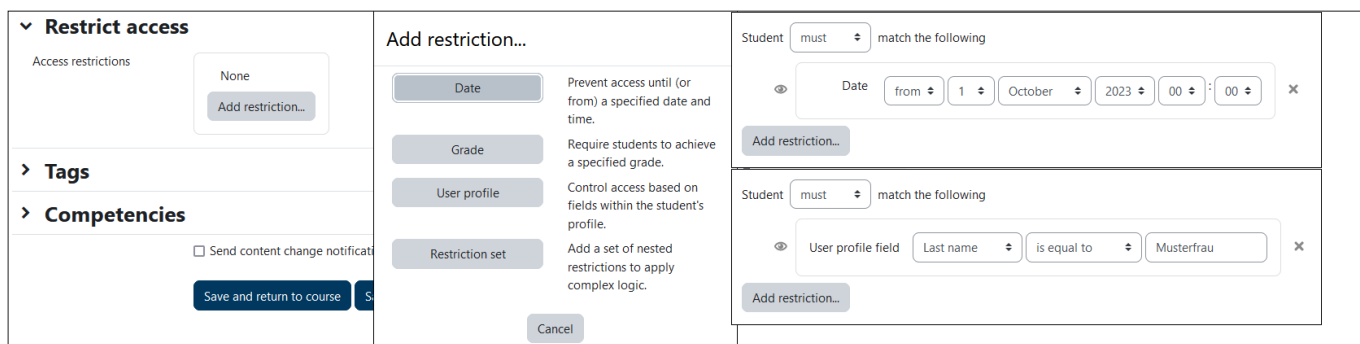 Restrict access
Access restrictions
None
Add restriction...
Tags
Competencies
Send content change notificati
Save and return to course
Add restriction...
Date
Prevent access until (or
from) a specified date and
time.
Grade
Require students to achieve
a specified grade.
User profile
Control access based on
fields within the student's
profile.
Restriction set
Add a set of nested
restrictions to apply
complex logic.
Cancel
Student must match the following
Date from 1 October 2023 00 : 00
Add restriction...
Student must match the following
User profile field Last name is equal to Musterfrau
Add restriction...